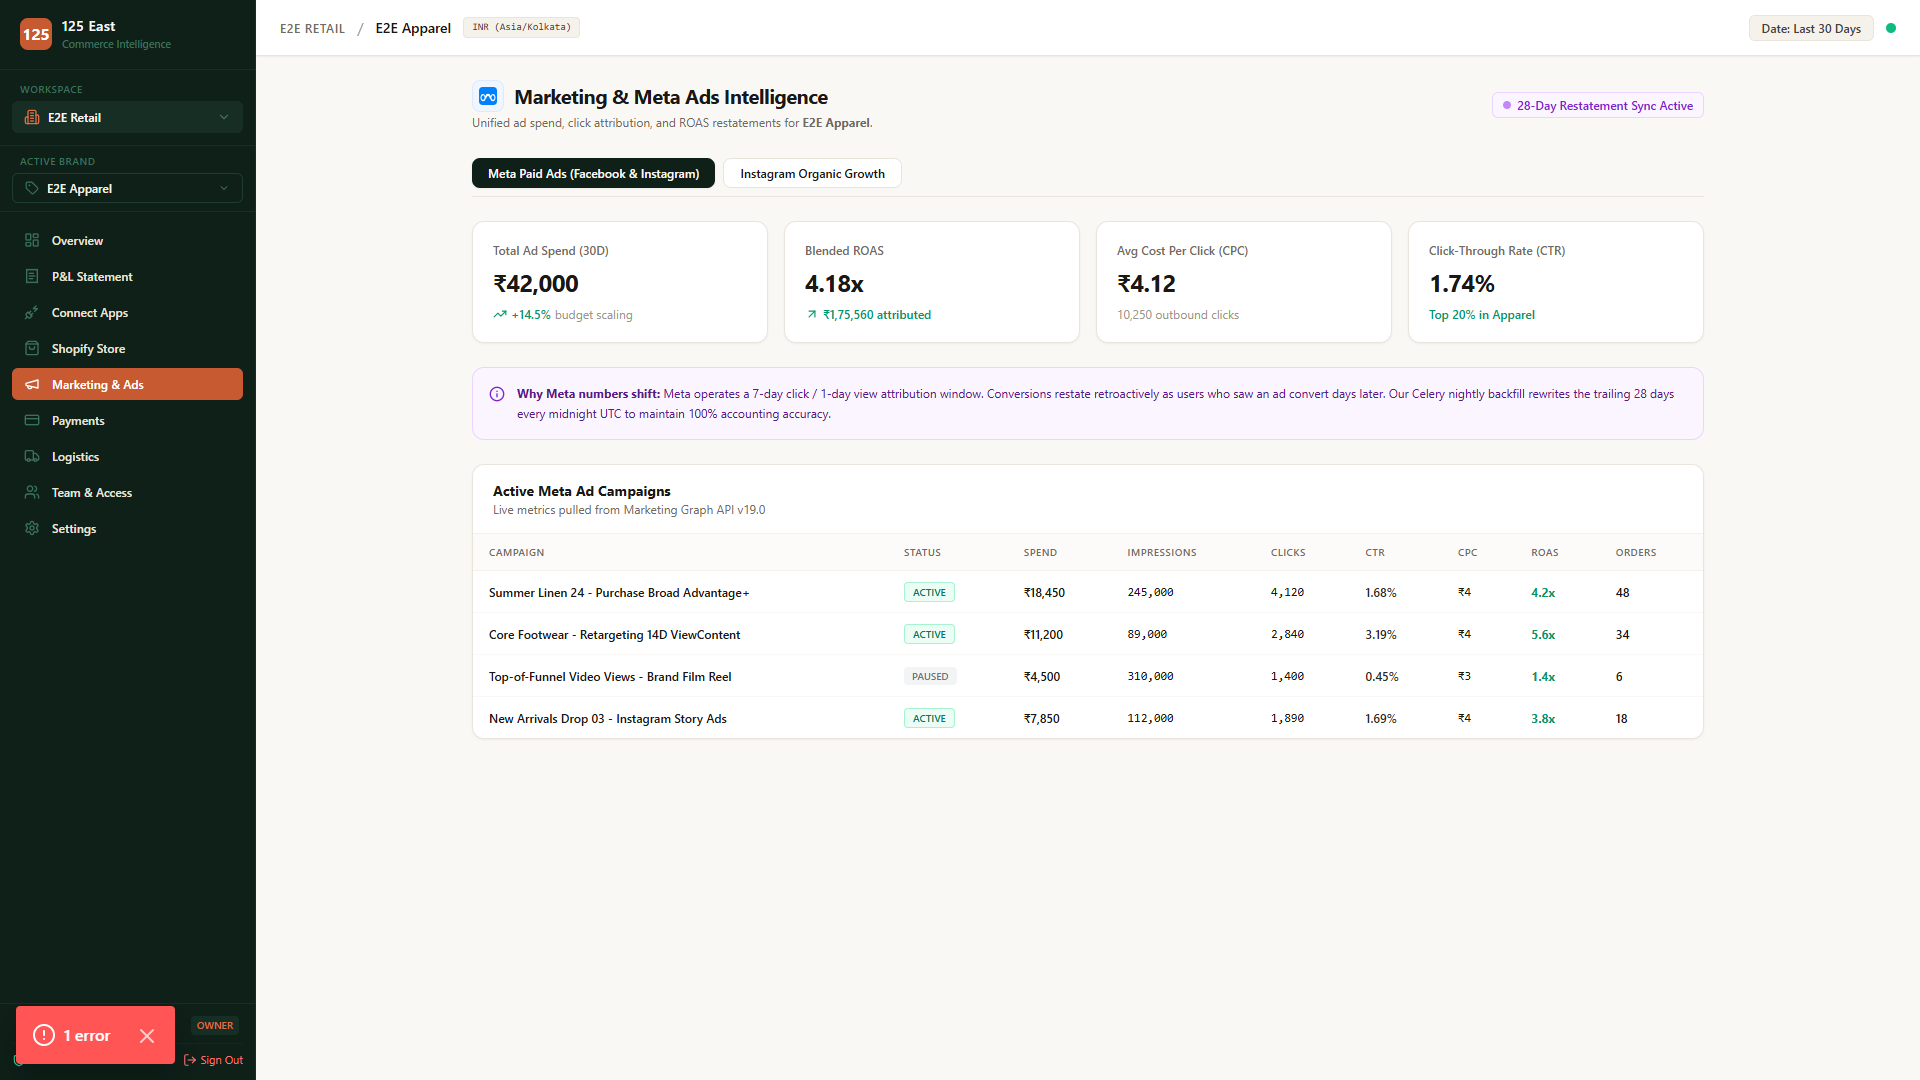 125
125 East
Commerce Intelligence
WORKSPACE
E2E Retail
ACTIVE BRAND
E2E Apparel
Overview
P&L Statement
Connect Apps
Shopify Store
Marketing & Ads
Payments
Logistics
Team & Access
Settings
1 error
OWNER
Sign Out
E2E RETAIL / E2E Apparel INR (Asia/Kolkata)
Date: Last 30 Days
Marketing & Meta Ads Intelligence
Unified ad spend, click attribution, and ROAS restatements for E2E Apparel.
28-Day Restatement Sync Active
Meta Paid Ads (Facebook & Instagram)
Instagram Organic Growth
Total Ad Spend (30D)
₹42,000
+14.5% budget scaling
Blended ROAS
4.18x
₹1,75,560 attributed
Avg Cost Per Click (CPC)
₹4.12
10,250 outbound clicks
Click-Through Rate (CTR)
1.74%
Top 20% in Apparel
Why Meta numbers shift: Meta operates a 7-day click / 1-day view attribution window. Conversions restate retroactively as users who saw an ad convert days later. Our Celery nightly backfill rewrites the trailing 28 days
every midnight UTC to maintain 100% accounting accuracy.
Active Meta Ad Campaigns
Live metrics pulled from Marketing Graph API v19.0
CAMPAIGN STATUS SPEND IMPRESSIONS CLICKS CTR CPC ROAS ORDERS
Summer Linen 24 - Purchase Broad Advantage+ ACTIVE ₹18,450 245,000 4,120 1.68% ₹4 4.2x 48
Core Footwear - Retargeting 14D ViewContent ACTIVE ₹11,200 89,000 2,840 3.19% ₹4 5.6x 34
Top-of-Funnel Video Views - Brand Film Reel PAUSED ₹4,500 310,000 1,400 0.45% ₹3 1.4x 6
New Arrivals Drop 03 - Instagram Story Ads ACTIVE ₹7,850 112,000 1,890 1.69% ₹4 3.8x 18